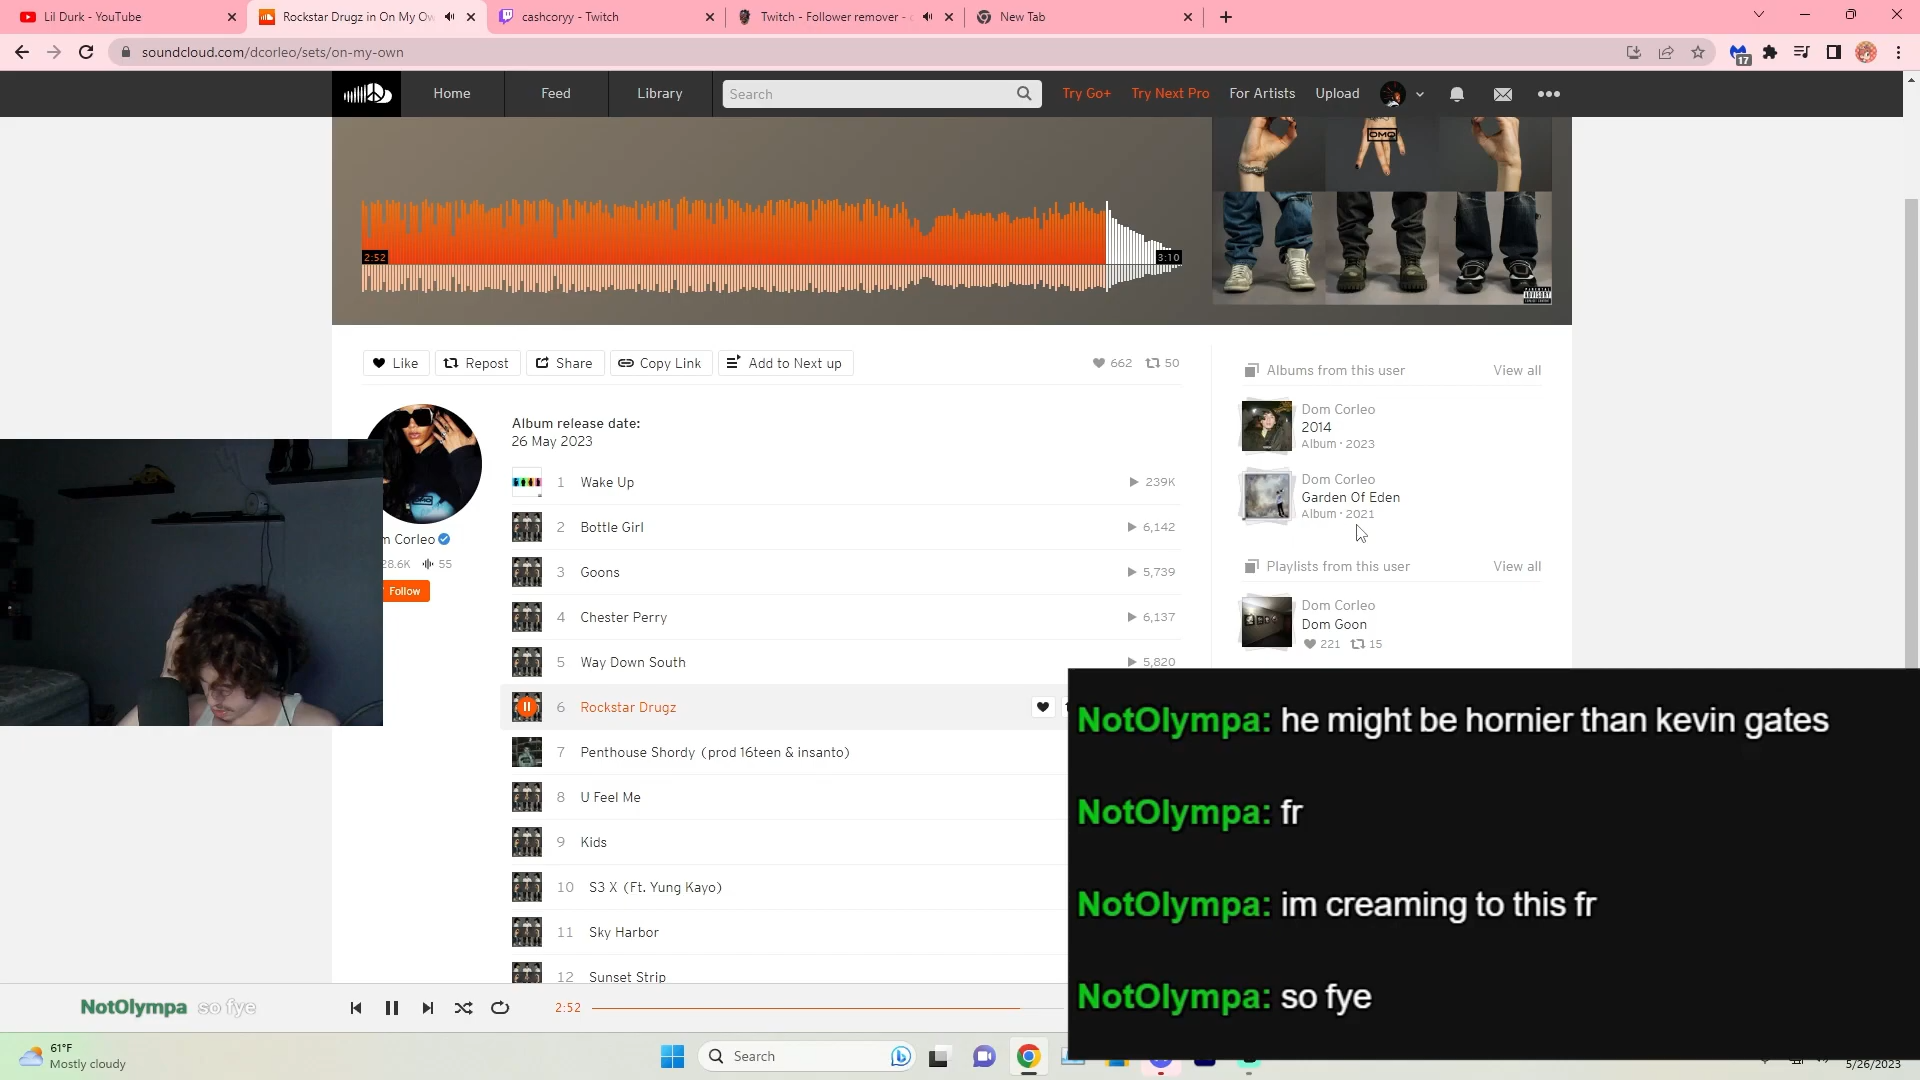 Lil Durk - YouTube
Rockstar Drugz in On My Ow
cashcoryy - Twitch
Twitch - Follower remover -
New Tab
soundcloud.com/dcorleo/sets/on-my-own
17
Home
Feed
Library
Search
Try Go+
Try Next Pro
For Artists
Upload
OMO
2:52
3:10
Like
Repost
Share
Copy Link
Add to Next up
662
50
Albums from this user
View all
Album release date:
26 May 2023
Dom Corleo
2014
Album · 2023
1 Wake Up
239K
Dom Corleo
Garden Of Eden
Album · 2021
2 Bottle Girl
6,142
m Corleo
28.6K
55
Follow
3 Goons
5,739
Playlists from this user
View all
4 Chester Perry
6,137
Dom Corleo
Dom Goon
221
15
5 Way Down South
5,820
6 Rockstar Drugz
7 Penthouse Shordy (prod 16teen & insanto)
8 U Feel Me
9 Kids
10 S3 X (Ft. Yung Kayo)
11 Sky Harbor
12 Sunset Strip
NotOlympa: he might be hornier than kevin gates
NotOlympa: fr
NotOlympa: im creaming to this fr
NotOlympa: so fye
NotOlympa so fye
2:52
61°F
Mostly cloudy
Search
5/26/2023